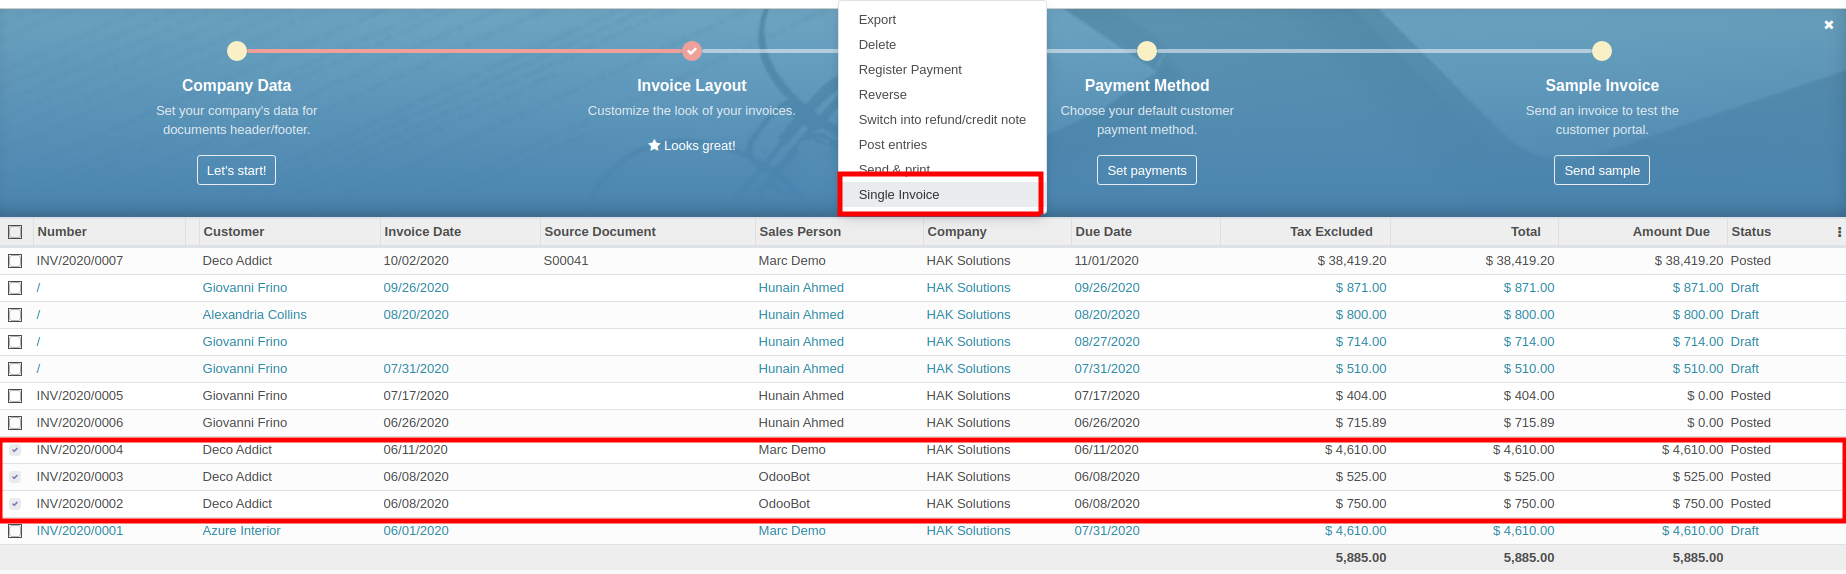 Export
Delete
Register Payment
Reverse
Switch into refund/credit note
Post entries
Send & print
Single Invoice
Company Data
Set your company's data for
documents header/footer.
Let's start!
Invoice Layout
Customize the look of your invoices.
Looks great!
Payment Method
Choose your default customer
payment method.
Set payments
Sample Invoice
Send an invoice to test the
customer portal.
Send sample
Number Customer Invoice Date Source Document Sales Person Company Due Date Tax Excluded Total Amount Due Status
INV/2020/0007 Deco Addict 10/02/2020 S00041 Marc Demo HAK Solutions 11/01/2020 $ 38,419.20 $ 38,419.20 $ 38,419.20 Posted
/ Giovanni Frino 09/26/2020 Hunain Ahmed HAK Solutions 09/26/2020 $ 871.00 $ 871.00 $ 871.00 Draft
/ Alexandria Collins 08/20/2020 Hunain Ahmed HAK Solutions 08/20/2020 $ 800.00 $ 800.00 $ 800.00 Draft
/ Giovanni Frino Hunain Ahmed HAK Solutions 08/27/2020 $ 714.00 $ 714.00 $ 714.00 Draft
/ Giovanni Frino 07/31/2020 Hunain Ahmed HAK Solutions 07/31/2020 $ 510.00 $ 510.00 $ 510.00 Draft
INV/2020/0005 Giovanni Frino 07/17/2020 Hunain Ahmed HAK Solutions 07/17/2020 $ 404.00 $ 404.00 $ 0.00 Posted
INV/2020/0006 Giovanni Frino 06/26/2020 Hunain Ahmed HAK Solutions 06/26/2020 $ 715.89 $ 715.89 $ 0.00 Posted
INV/2020/0004 Deco Addict 06/11/2020 Marc Demo HAK Solutions 06/11/2020 $ 4,610.00 $ 4,610.00 $ 4,610.00 Posted
INV/2020/0003 Deco Addict 06/08/2020 OdooBot HAK Solutions 06/08/2020 $ 525.00 $ 525.00 $ 525.00 Posted
INV/2020/0002 Deco Addict 06/08/2020 OdooBot HAK Solutions 06/08/2020 $ 750.00 $ 750.00 $ 750.00 Posted
INV/2020/0001 Azure Interior 06/01/2020 Marc Demo HAK Solutions 07/31/2020 $ 4,610.00 $ 4,610.00 $ 4,610.00 Draft
5,885.00 5,885.00 5,885.00